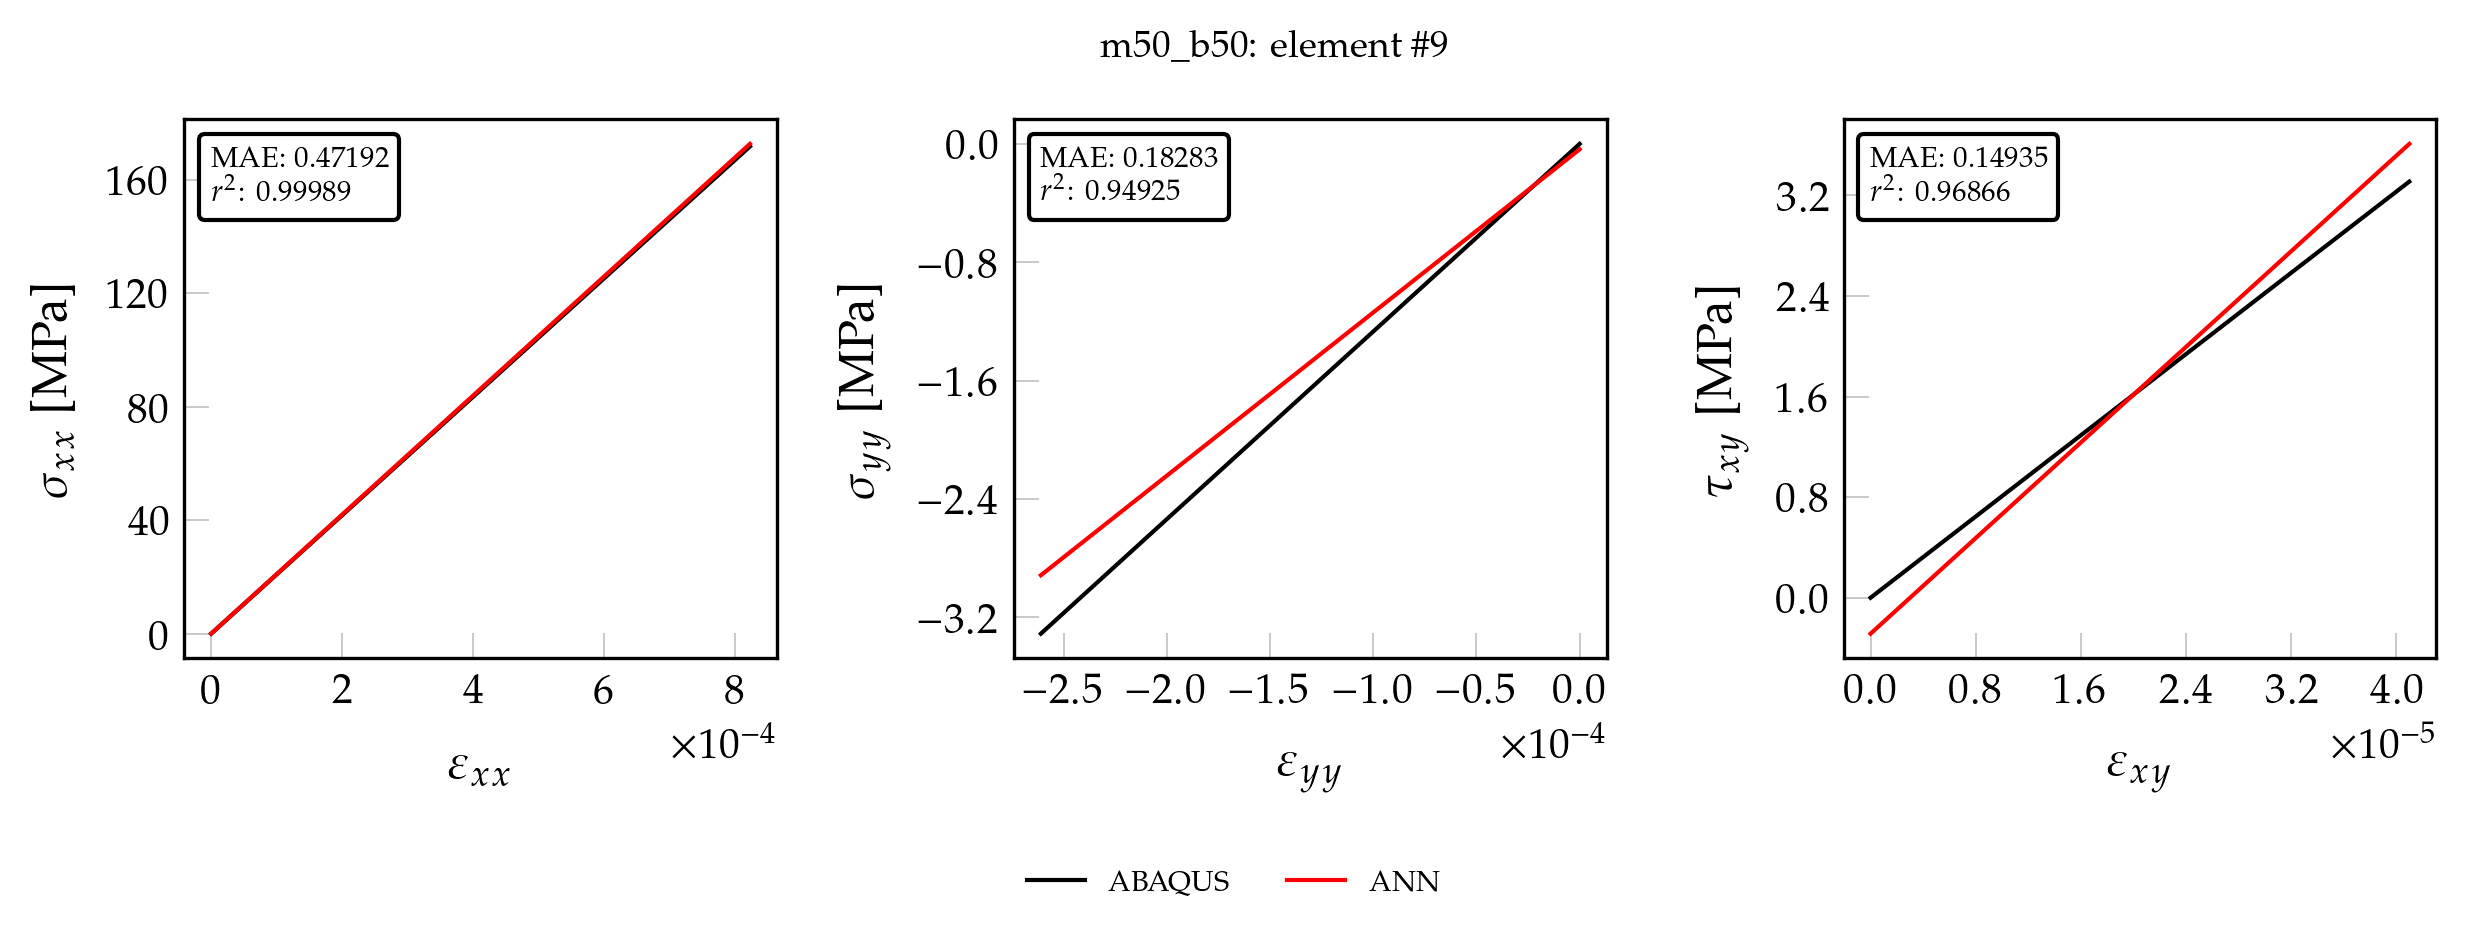 m50_b50: element #9
MAE: 0.47192
r²: 0.99989
160
120
80
40
0
σxx [MPa]
0 2 4 6 8
×10⁻⁴
εxx
MAE: 0.18283
r²: 0.94925
0.0
−0.8
−1.6
−2.4
−3.2
σyy [MPa]
−2.5 −2.0 −1.5 −1.0 −0.5 0.0
×10⁻⁴
εyy
MAE: 0.14935
r²: 0.96866
3.2
2.4
1.6
0.8
0.0
τxy [MPa]
0.0 0.8 1.6 2.4 3.2 4.0
×10⁻⁵
εxy
ABAQUS ANN